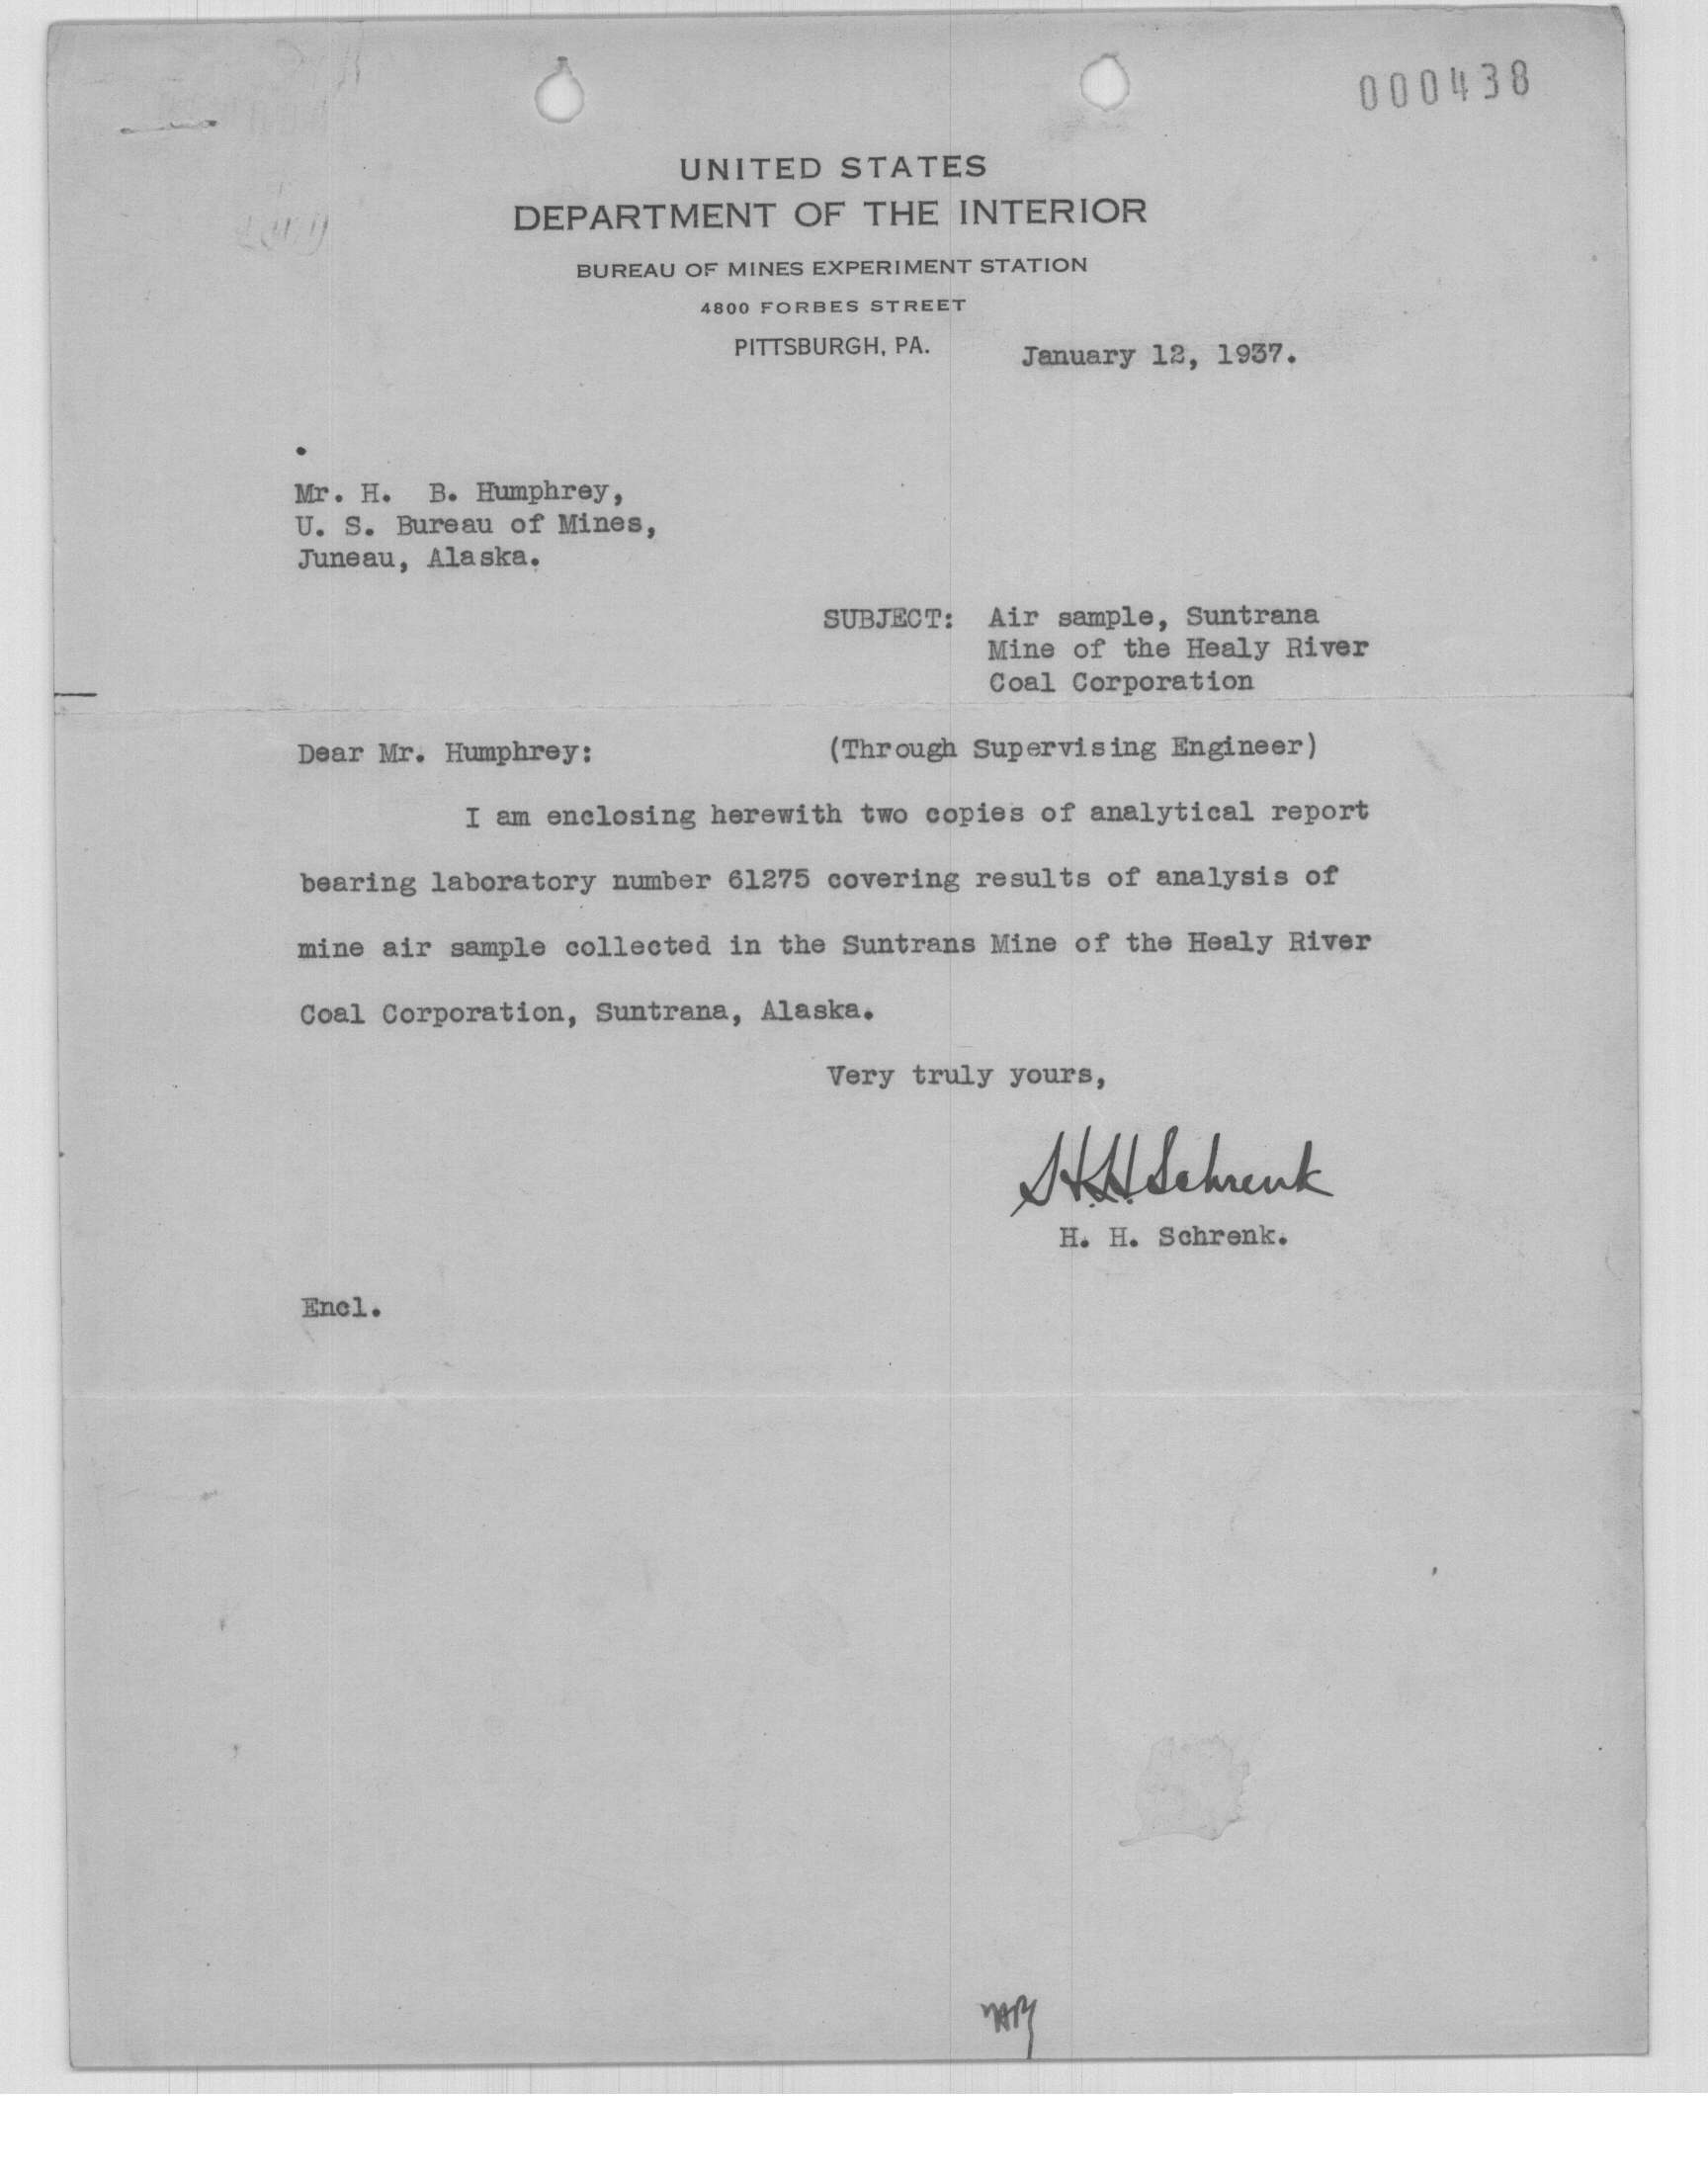 000438
UNITED STATES
DEPARTMENT OF THE INTERIOR
BUREAU OF MINES EXPERIMENT STATION
4800 FORBES STREET
PITTSBURGH, PA.
January 12, 1937.
Mr. H. B. Humphrey,
U. S. Bureau of Mines,
Juneau, Alaska.
SUBJECT: Air sample, Suntrana
Mine of the Healy River
Coal Corporation
Dear Mr. Humphrey: (Through Supervising Engineer)
I am enclosing herewith two copies of analytical report
bearing laboratory number 61275 covering results of analysis of
mine air sample collected in the Suntrans Mine of the Healy River
Coal Corporation, Suntrana, Alaska.
Very truly yours,
H. H. Schrenk
H. H. Schrenk.
Encl.